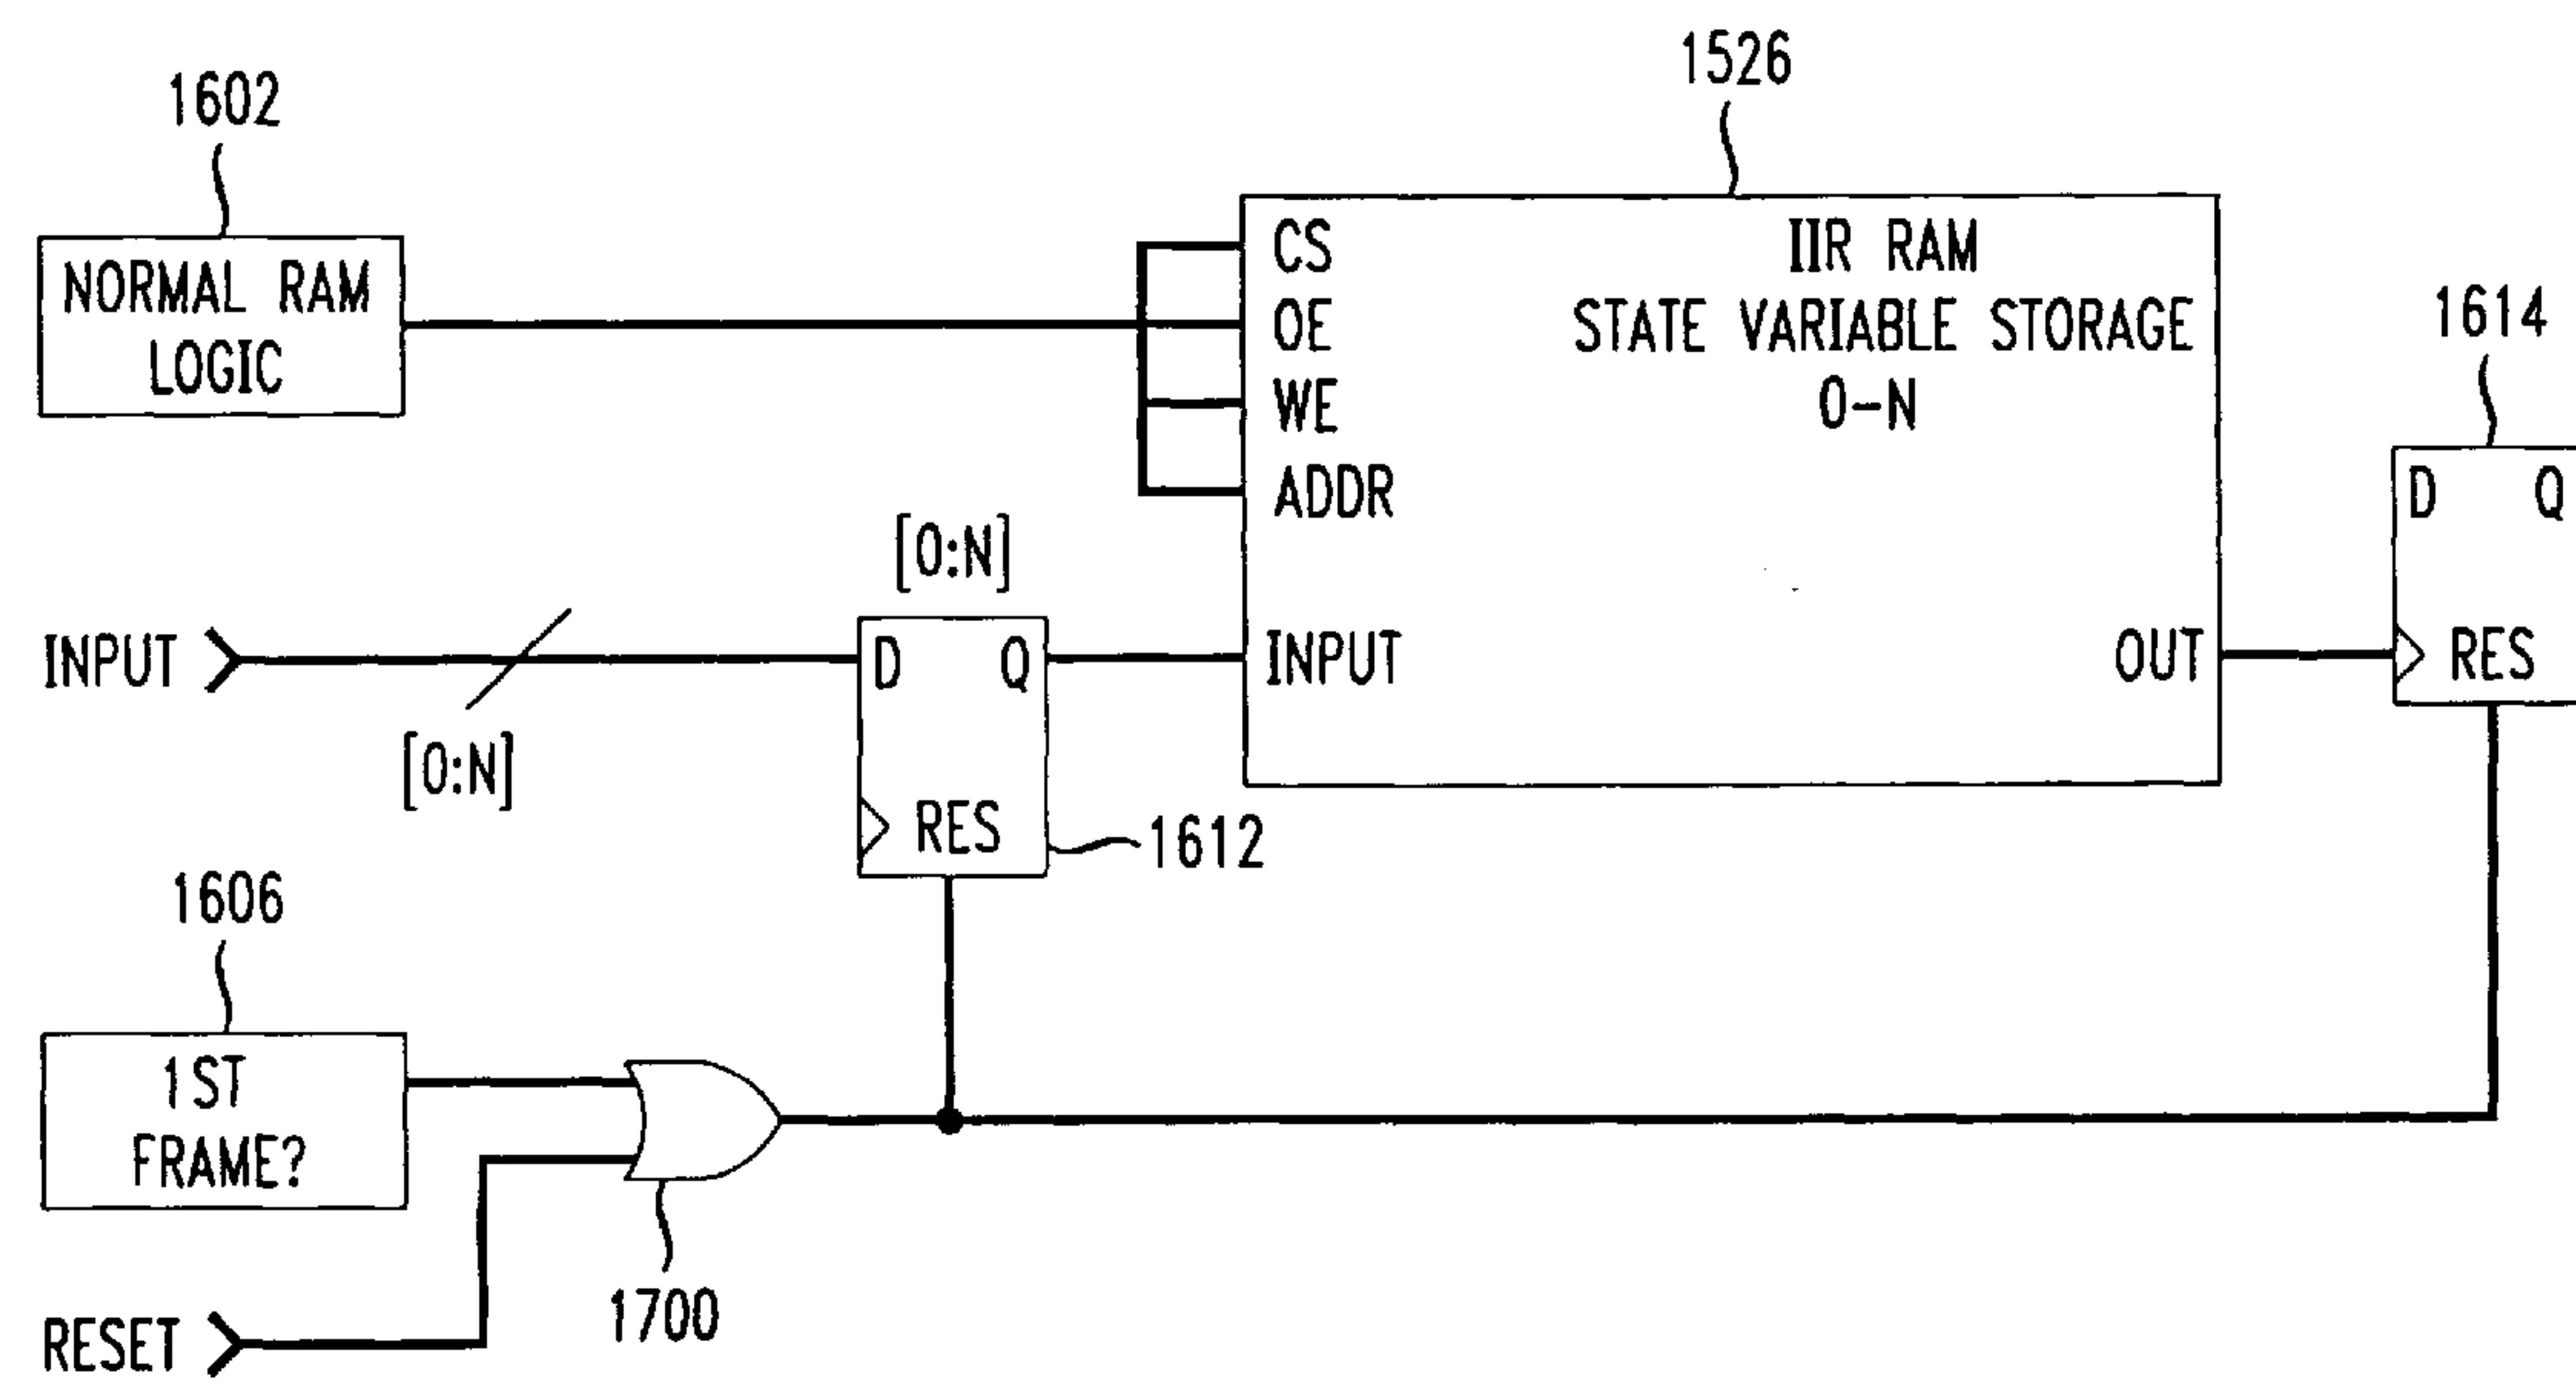 1526
1602
NORMAL RAM
LOGIC
CS
OE
WE
ADDR
INPUT
IIR RAM
STATE VARIABLE STORAGE
0-N
OUT
1614
D Q
RES
[0:N]
INPUT
[0:N]
D Q
RES
1612
1606
1ST
FRAME?
1700
RESET